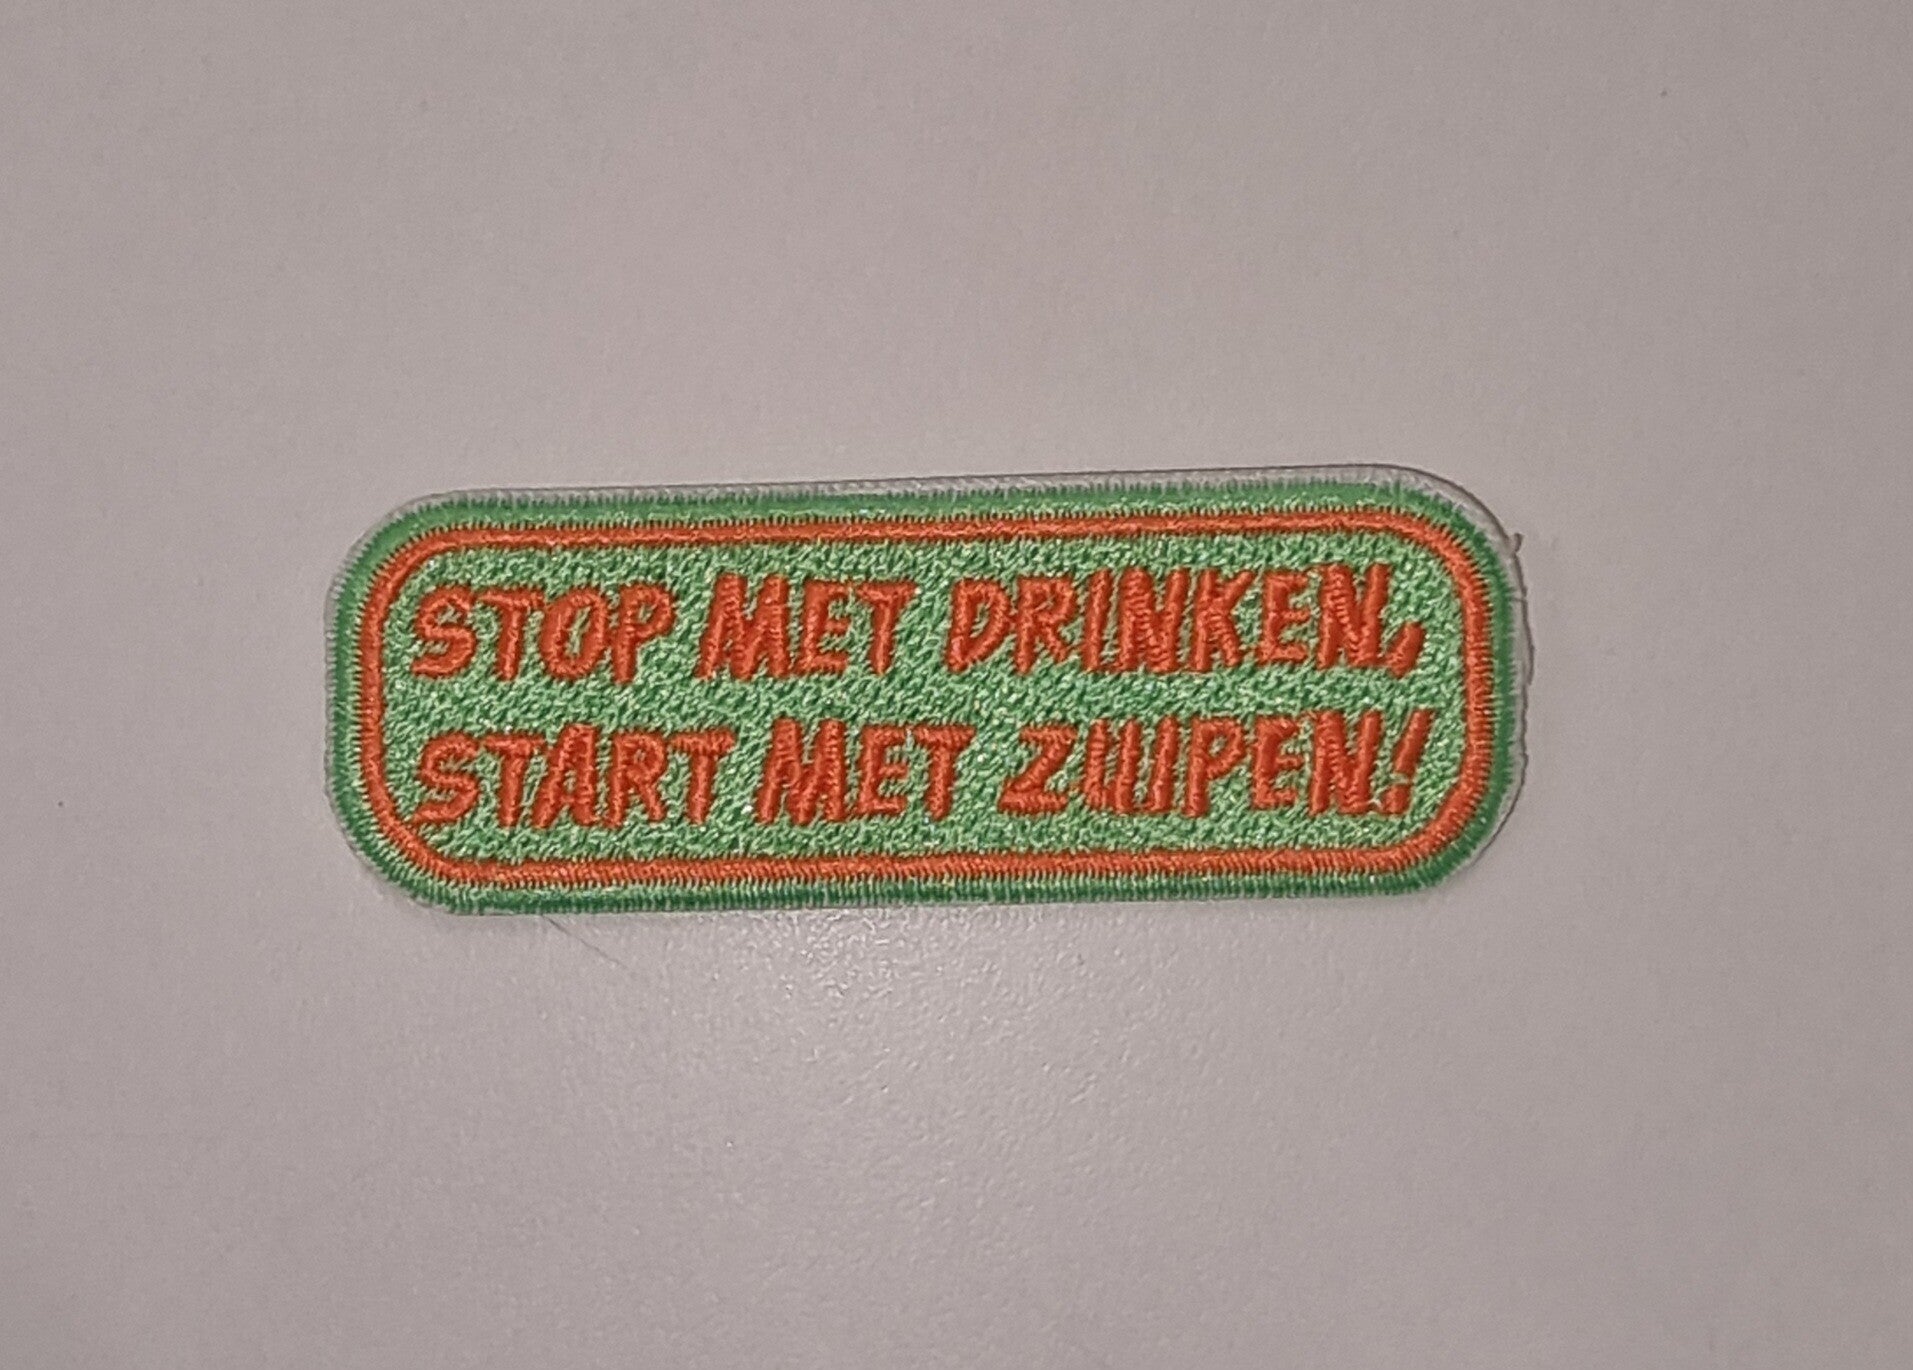 STOP MET DRINKEN,
START MET ZUIPEN!